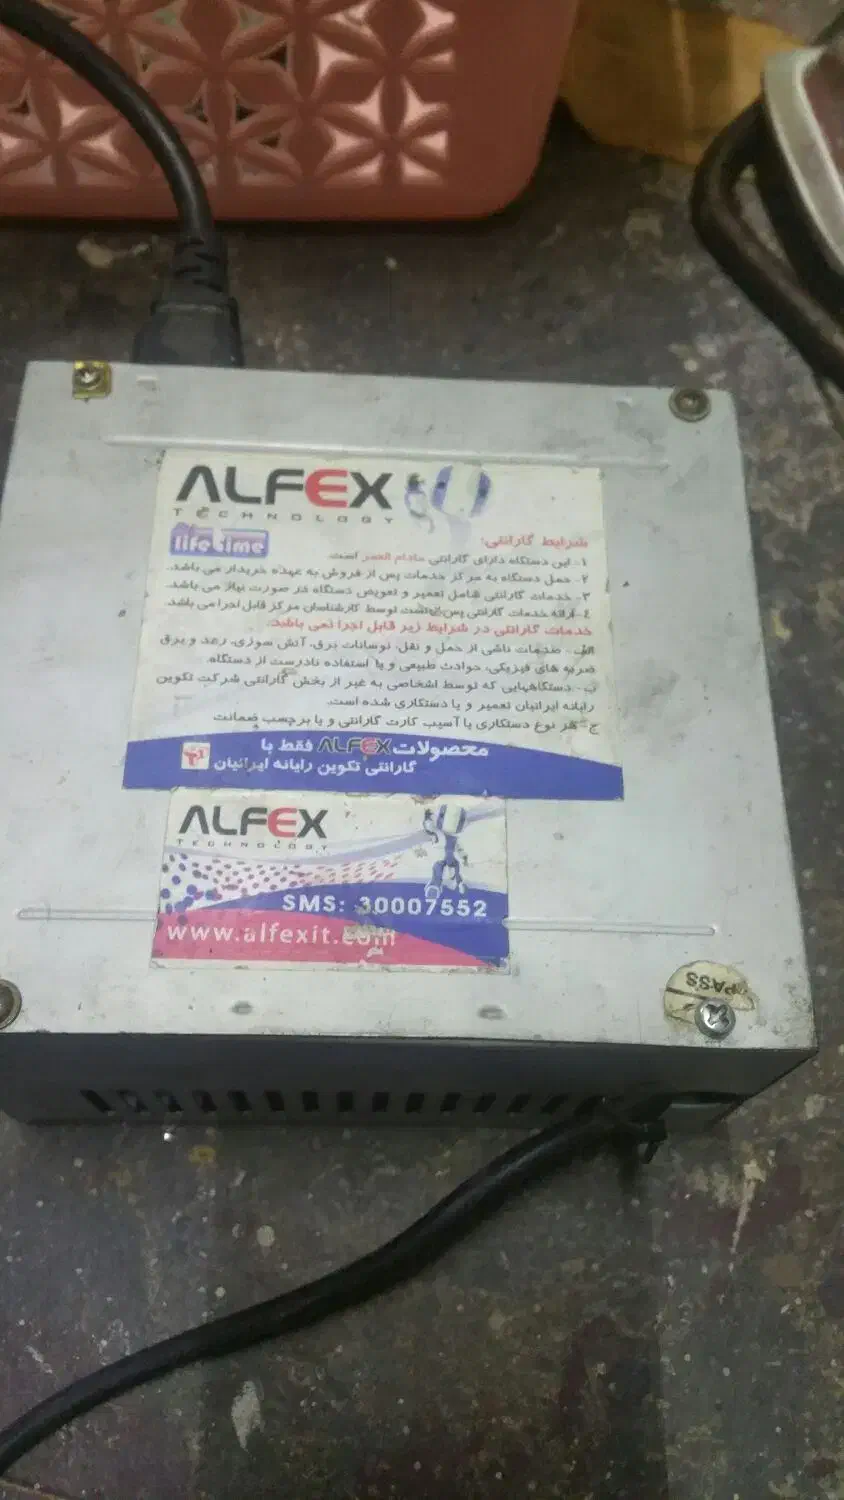 ALFEX
TECHNOLOGY
lifetime
شرایط گارانتی:
۱- این دستگاه دارای گارانتی مادام العمر است.
۲- حمل دستگاه به مرکز خدمات پس از فروش به عهده خریدار می باشد.
۳- خدمات گارانتی شامل تعمیر و تعویض دستگاه در صورت نیاز می باشد.
٤- ارائه خدمات گارانتی پس از تست توسط کارشناسان مرکز قابل اجرا می باشد.
خدمات گارانتی در شرایط زیر قابل اجرا نمی باشد.
الف- صدمات ناشی از حمل و نقل، نوسانات برق، آتش سوزی، رعد و برق
ضربه های فیزیکی، حوادث طبیعی و یا استفاده نادرست از دستگاه.
ب- دستگاههایی که توسط اشخاصی به غیر از بخش گارانتی شرکت تکوین
رایانه ایرانیان تعمیر و یا دستکاری شده است.
ج- هر نوع دستکاری یا آسیب کارت گارانتی و یا برچسب ضمانت
محصولات ALFEX فقط با
گارانتی تکوین رایانه ایرانیان
ALFEX
TECHNOLOGY
SMS: 30007552
www.alfexit.com
PASS